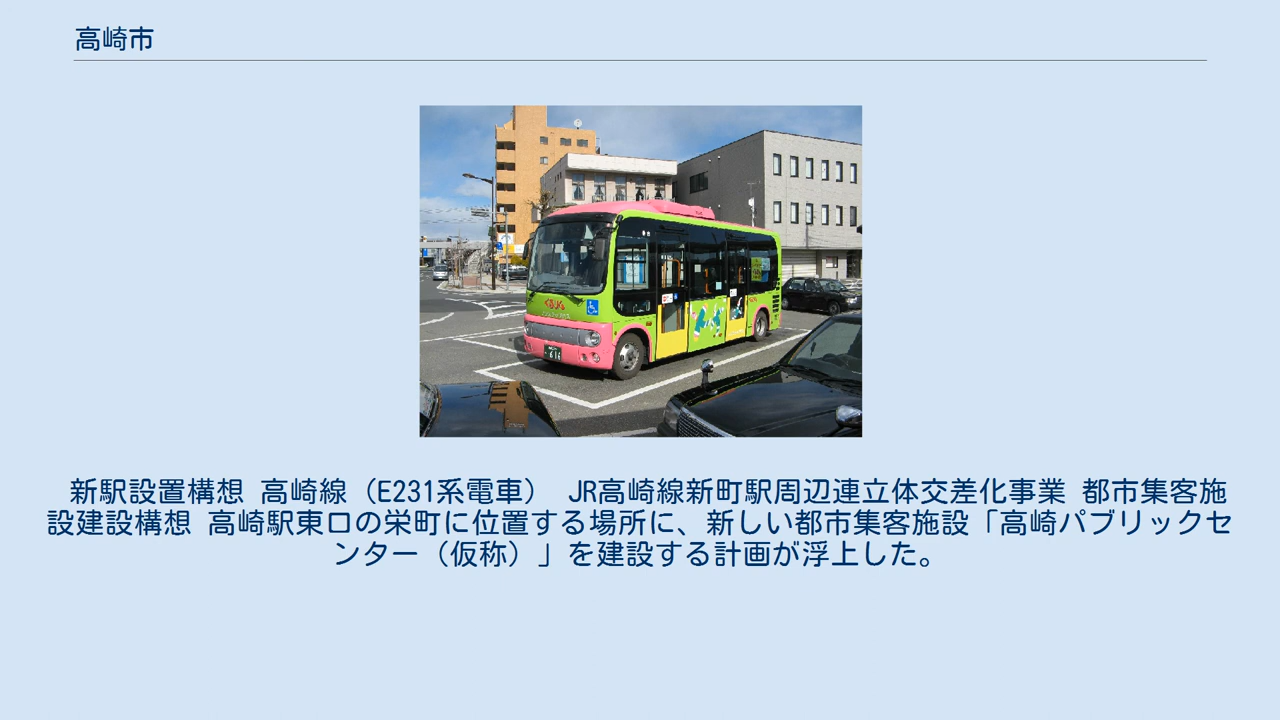 高崎市
新駅設置構想 高崎線（E231系電車） JR高崎線新町駅周辺連立体交差化事業 都市集客施
設建設構想 高崎駅東口の栄町に位置する場所に、新しい都市集客施設「高崎パブリックセ
ンター（仮称）」を建設する計画が浮上した。
ぐるりん
614